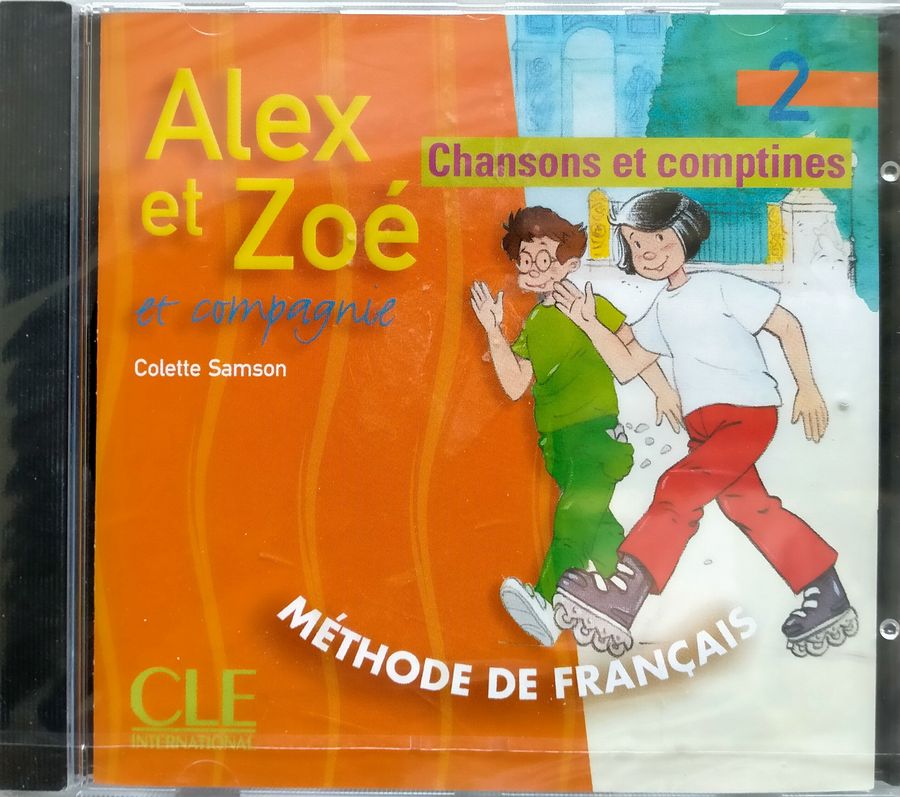 Alex
et Zoé
et compagnie
Colette Samson
2
Chansons et comptines
MÉTHODE DE FRANÇAIS
CLE
INTERNATIONAL